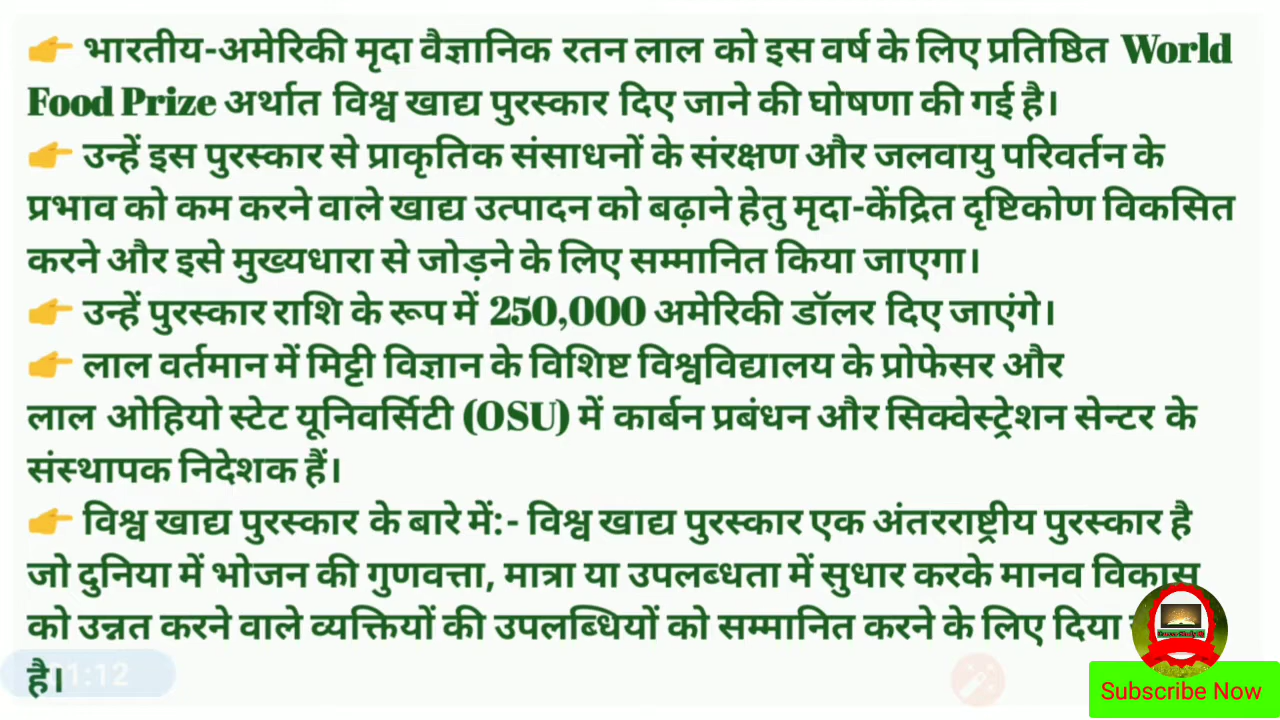 👉 भारतीय-अमेरिकी मृदा वैज्ञानिक रतन लाल को इस वर्ष के लिए प्रतिष्ठित World
Food Prize अर्थात विश्व खाद्य पुरस्कार दिए जाने की घोषणा की गई है।
👉 उन्हें इस पुरस्कार से प्राकृतिक संसाधनों के संरक्षण और जलवायु परिवर्तन के
प्रभाव को कम करने वाले खाद्य उत्पादन को बढ़ाने हेतु मृदा-केंद्रित दृष्टिकोण विकसित
करने और इसे मुख्यधारा से जोड़ने के लिए सम्मानित किया जाएगा।
👉 उन्हें पुरस्कार राशि के रूप में 250,000 अमेरिकी डॉलर दिए जाएंगे।
👉 लाल वर्तमान में मिट्टी विज्ञान के विशिष्ट विश्वविद्यालय के प्रोफेसर और
लाल ओहियो स्टेट यूनिवर्सिटी (OSU) में कार्बन प्रबंधन और सिक्वेस्ट्रेशन सेन्टर के
संस्थापक निदेशक हैं।
👉 विश्व खाद्य पुरस्कार के बारे में:- विश्व खाद्य पुरस्कार एक अंतरराष्ट्रीय पुरस्कार है
जो दुनिया में भोजन की गुणवत्ता, मात्रा या उपलब्धता में सुधार करके मानव विकास
को उन्नत करने वाले व्यक्तियों की उपलब्धियों को सम्मानित करने के लिए दिया
है।
Subscribe Now